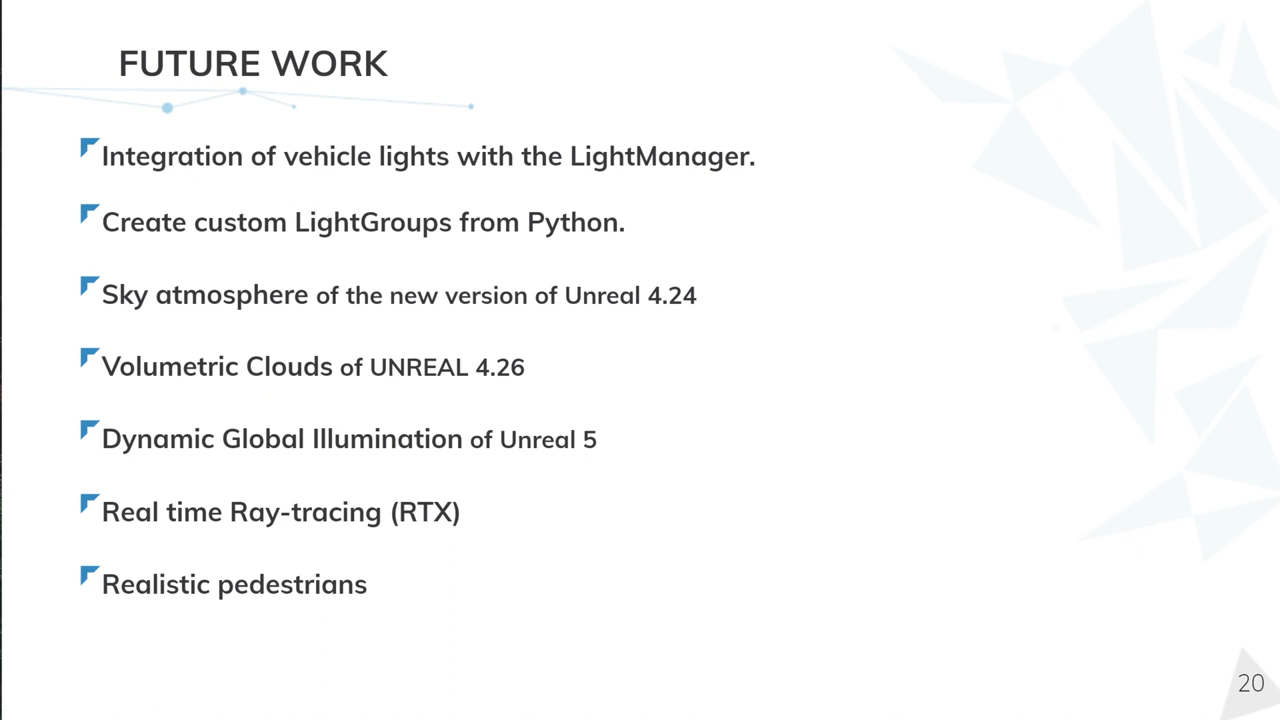 FUTURE WORK
Integration of vehicle lights with the LightManager.
Create custom LightGroups from Python.
Sky atmosphere of the new version of Unreal 4.24
Volumetric Clouds of UNREAL 4.26
Dynamic Global Illumination of Unreal 5
Real time Ray-tracing (RTX)
Realistic pedestrians
20